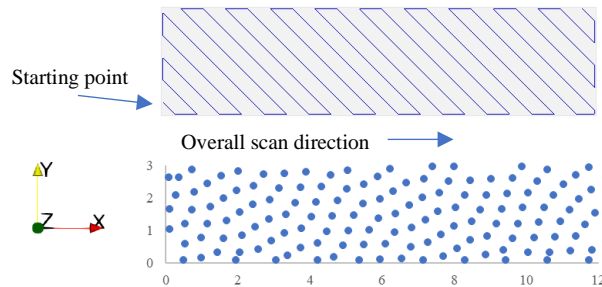 Starting point
Overall scan direction
Y
Z
X
3
2
1
0
0 2 4 6 8 10 12